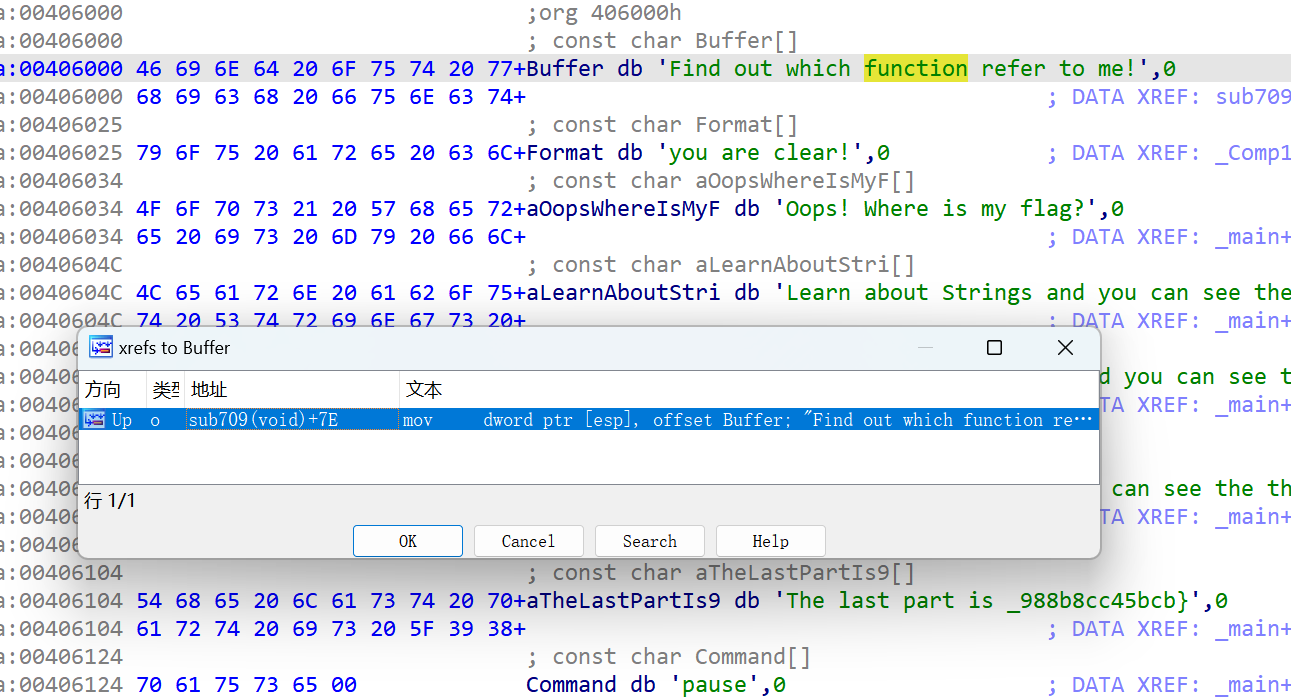 a:00406000 ;org 406000h
a:00406000 ; const char Buffer[]
a:00406000 46 69 6E 64 20 6F 75 74 20 77+Buffer db 'Find out which function refer to me!',0
a:00406000 68 69 63 68 20 66 75 6E 63 74+ ; DATA XREF: sub709
a:00406025 ; const char Format[]
a:00406025 79 6F 75 20 61 72 65 20 63 6C+Format db 'you are clear!',0 ; DATA XREF: _Comp1
a:00406034 ; const char aOopsWhereIsMyF[]
a:00406034 4F 6F 70 73 21 20 57 68 65 72+aOopsWhereIsMyF db 'Oops! Where is my flag?',0
a:00406034 65 20 69 73 20 6D 79 20 66 6C+ ; DATA XREF: _main+
a:0040604C ; const char aLearnAboutStri[]
a:0040604C 4C 65 61 72 6E 20 61 62 6F 75+aLearnAboutStri db 'Learn about Strings and you can see the
a:0040604C 74 20 53 74 72 69 6E 67 73 20+ ; DATA XREF: _main+
xrefs to Buffer
方向 类型 地址 文本
Up o sub709(void)+7E mov dword ptr [esp], offset Buffer; "Find out which function re…
行 1/1
OK Cancel Search Help
d you can see t
TA XREF: _main+
can see the th
TA XREF: _main+
a:00406104 ; const char aTheLastPartIs9[]
a:00406104 54 68 65 20 6C 61 73 74 20 70+aTheLastPartIs9 db 'The last part is _988b8cc45bcb}',0
a:00406104 61 72 74 20 69 73 20 5F 39 38+ ; DATA XREF: _main+
a:00406124 ; const char Command[]
a:00406124 70 61 75 73 65 00 Command db 'pause',0 ; DATA XREF: _main+